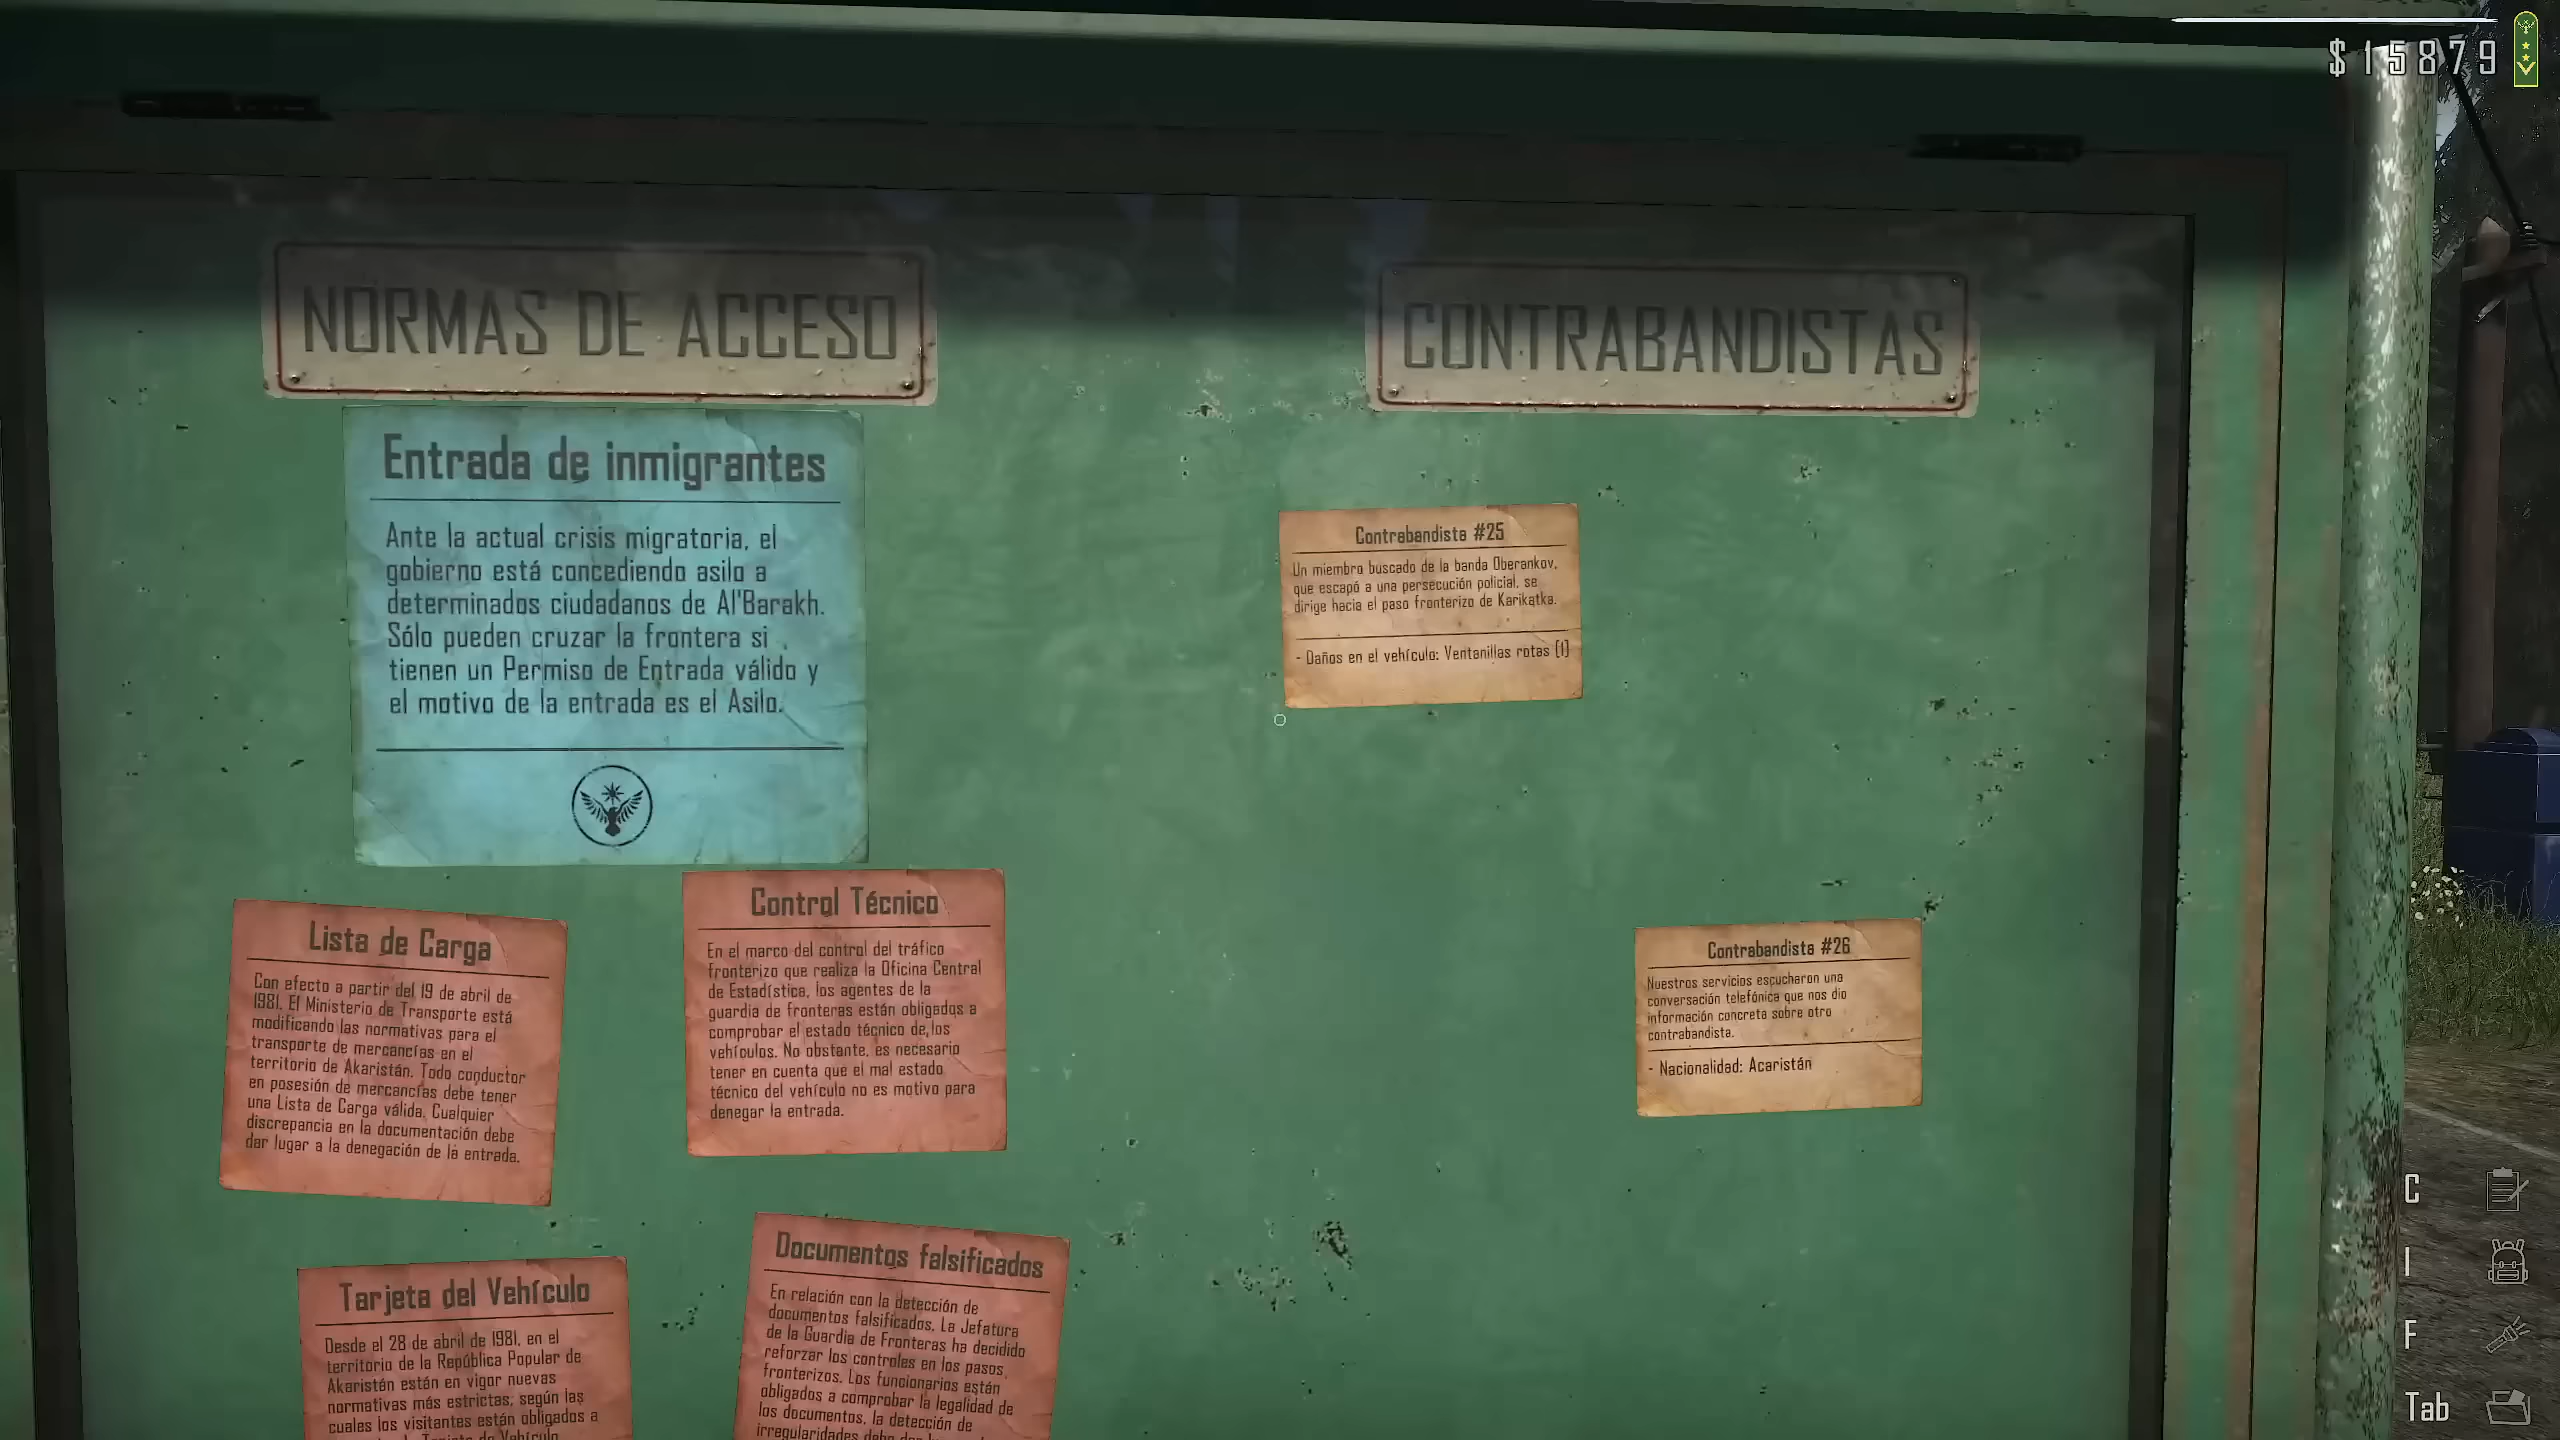 $15879
NORMAS DE ACCESO
CONTRABANDISTAS
Entrada de inmigrantes
Ante la actual crisis migratoria, el
gobierno está concediendo asilo a
determinados ciudadanos de Al'Barakh.
Sólo pueden cruzar la frontera si
tienen un Permiso de Entrada válido y
el motivo de la entrada es el Asilo.
Contrabandista #25
Un miembro buscado de la banda Oberankov,
que escapó a una persecución policial, se
dirige hacia el paso fronterizo de Karikatka.
- Daños en el vehículo: Ventanillas rotas (1)
Lista de Carga
Con efecto a partir del 19 de abril de
1981. El Ministerio de Transporte está
modificando las normativas para el
transporte de mercancías en el
territorio de Akaristán. Todo conductor
en posesión de mercancías debe tener
una Lista de Carga válida. Cualquier
discrepancia en la documentación debe
dar lugar a la denegación de la entrada.
Control Técnico
En el marco del control del tráfico
fronterizo que realiza la Oficina Central
de Estadística, los agentes de la
guardia de fronteras están obligados a
comprobar el estado técnico de los
vehículos. No obstante, es necesario
tener en cuenta que el mal estado
técnico del vehículo no es motivo para
denegar la entrada.
Contrabandista #26
Nuestros servicios escucharon una
conversación telefónica que nos dio
información concreta sobre otro
contrabandista.
- Nacionalidad: Acaristán
Tarjeta del Vehículo
Desde el 28 de abril de 1981, en el
territorio de la República Popular de
Akaristán están en vigor nuevas
normativas más estrictas, según las
cuales los visitantes están obligados a
Tarjeta de Vehículo
Documentos falsificados
En relación con la detección de
documentos falsificados, La Jefatura
de la Guardia de Fronteras ha decidido
reforzar los controles en los pasos
fronterizos. Los funcionarios están
obligados a comprobar la legalidad de
los documentos, la detección de
irregularidades debe
C
I
F
Tab